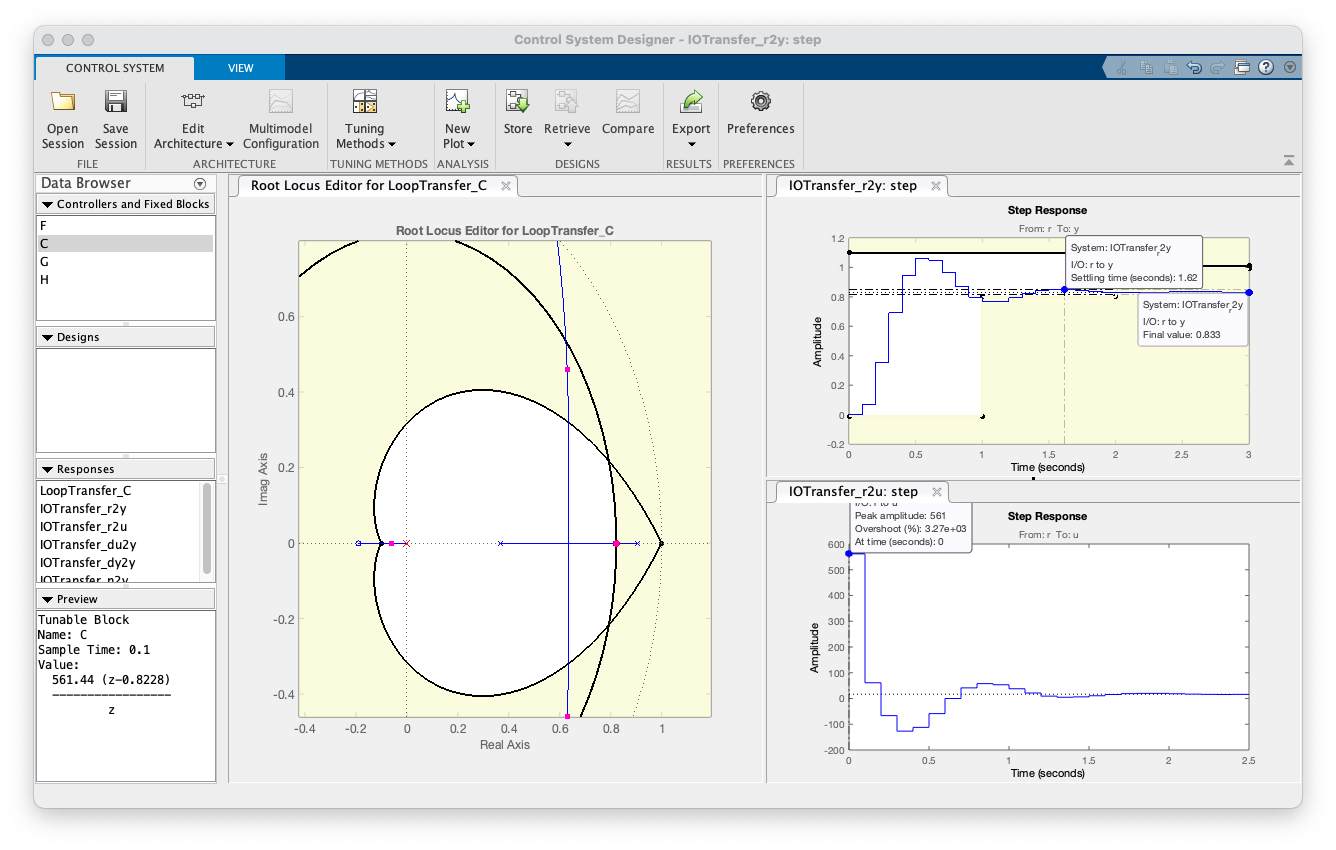 Control System Designer - IOTransfer_r2y: step
CONTROL SYSTEM
VIEW
Open Session
Save Session
Edit Architecture
Multimodel Configuration
Tuning Methods
New Plot
Store
Retrieve
Compare
Export
Preferences
FILE
ARCHITECTURE
TUNING METHODS
ANALYSIS
DESIGNS
RESULTS
PREFERENCES
Data Browser
Controllers and Fixed Blocks
F
C
G
H
Designs
Responses
LoopTransfer_C
IOTransfer_r2y
IOTransfer_r2u
IOTransfer_du2y
IOTransfer_dy2y
IOTransfer_n2y
Preview
Tunable Block
Name: C
Sample Time: 0.1
Value:
561.44 (z-0.8228)
-----------------
z
Root Locus Editor for LoopTransfer_C
Root Locus Editor for LoopTransfer_C
Imag Axis
0.6
0.4
0.2
0
-0.2
-0.4
-0.4
-0.2
0
0.2
0.4
0.6
0.8
1
Real Axis
IOTransfer_r2y: step
Step Response
From: r To: y
System: IOTransfer_r2y
I/O: r to y
Settling time (seconds): 1.62
System: IOTransfer_r2y
I/O: r to y
Final value: 0.833
Amplitude
1.2
1
0.8
0.6
0.4
0.2
0
-0.2
0
0.5
1
1.5
2
2.5
3
Time (seconds)
IOTransfer_r2u: step
I/O: r to u
Peak amplitude: 561
Overshoot (%): 3.27e+03
At time (seconds): 0
Step Response
From: r To: u
Amplitude
600
500
400
300
200
100
0
-100
-200
0
0.5
1
1.5
2
2.5
Time (seconds)